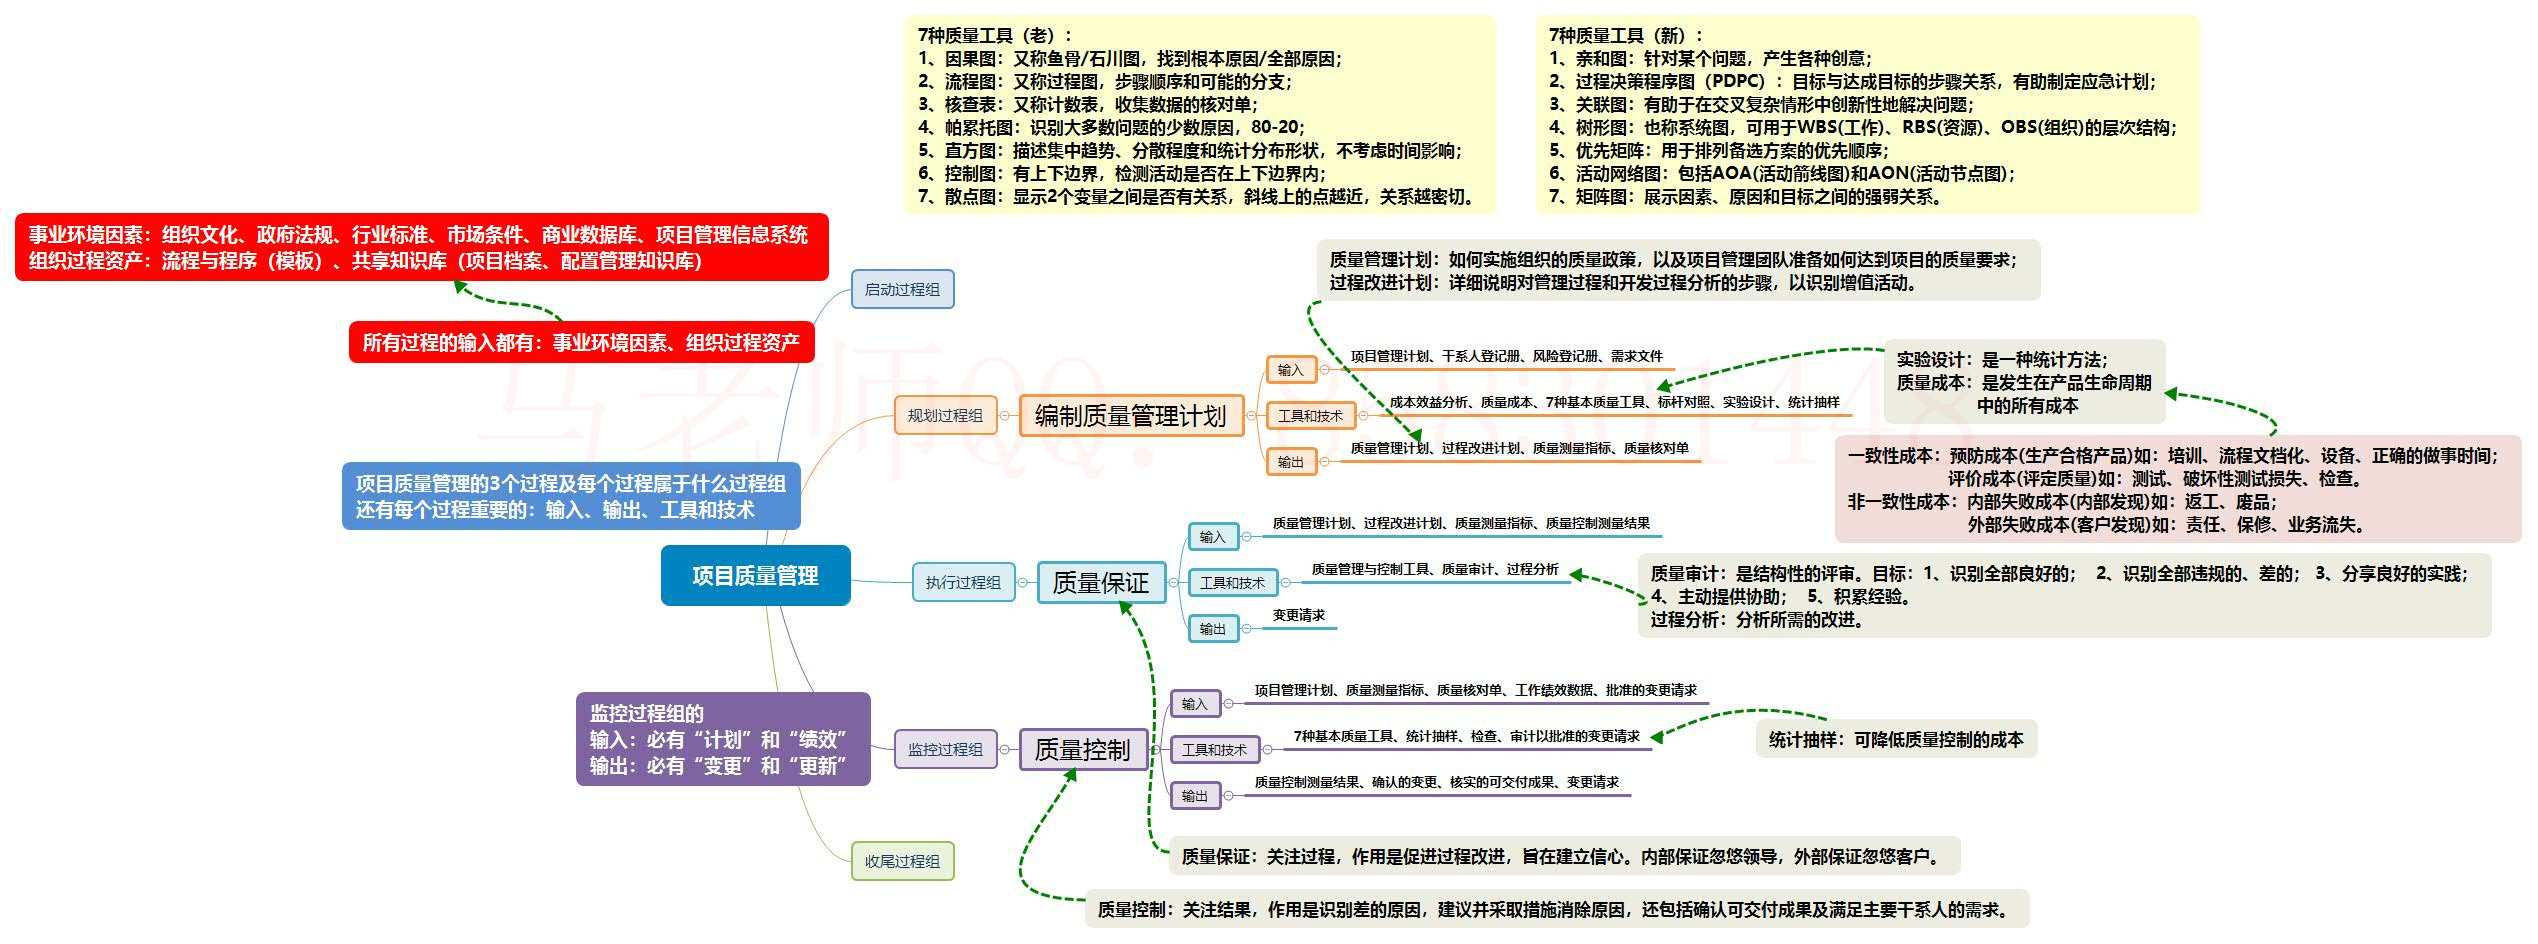 7种质量工具（老）：
1、因果图：又称鱼骨/石川图，找到根本原因/全部原因；
2、流程图：又称过程图，步骤顺序和可能的分支；
3、核查表：又称计数表，收集数据的核对单；
4、帕累托图：识别大多数问题的少数原因，80-20；
5、直方图：描述集中趋势、分散程度和统计分布形状，不考虑时间影响；
6、控制图：有上下边界，检测活动是否在上下边界内；
7、散点图：显示2个变量之间是否有关系，斜线上的点越近，关系越密切。
7种质量工具（新）：
1、亲和图：针对某个问题，产生各种创意；
2、过程决策程序图（PDPC）：目标与达成目标的步骤关系，有助制定应急计划；
3、关联图：有助于在交叉复杂情形中创新性地解决问题；
4、树形图：也称系统图，可用于WBS(工作)、RBS(资源)、OBS(组织)的层次结构；
5、优先矩阵：用于排列备选方案的优先顺序；
6、活动网络图：包括AOA(活动箭线图)和AON(活动节点图)；
7、矩阵图：展示因素、原因和目标之间的强弱关系。
事业环境因素：组织文化、政府法规、行业标准、市场条件、商业数据库、项目管理信息系统
组织过程资产：流程与程序（模板）、共享知识库（项目档案、配置管理知识库）
所有过程的输入都有：事业环境因素、组织过程资产
项目质量管理的3个过程及每个过程属于什么过程组
还有每个过程重要的：输入、输出、工具和技术
项目质量管理
监控过程组的
输入：必有“计划”和“绩效”
输出：必有“变更”和“更新”
启动过程组
规划过程组
编制质量管理计划
质量管理计划：如何实施组织的质量政策，以及项目管理团队准备如何达到项目的质量要求；
过程改进计划：详细说明对管理过程和开发过程分析的步骤，以识别增值活动。
输入
项目管理计划、干系人登记册、风险登记册、需求文件
工具和技术
成本效益分析、质量成本、7种基本质量工具、标杆对照、实验设计、统计抽样
输出
质量管理计划、过程改进计划、质量测量指标、质量核对单
实验设计：是一种统计方法；
质量成本：是发生在产品生命周期
中的所有成本
一致性成本：预防成本(生产合格产品)如：培训、流程文档化、设备、正确的做事时间；
评价成本(评定质量)如：测试、破坏性测试损失、检查。
非一致性成本：内部失败成本(内部发现)如：返工、废品；
外部失败成本(客户发现)如：责任、保修、业务流失。
执行过程组
质量保证
输入
质量管理计划、过程改进计划、质量测量指标、质量控制测量结果
工具和技术
质量管理与控制工具、质量审计、过程分析
输出
变更请求
质量审计：是结构性的评审。目标：1、识别全部良好的； 2、识别全部违规的、差的； 3、分享良好的实践；
4、主动提供协助； 5、积累经验。
过程分析：分析所需的改进。
监控过程组
质量控制
输入
项目管理计划、质量测量指标、质量核对单、工作绩效数据、批准的变更请求
工具和技术
7种基本质量工具、统计抽样、检查、审计以批准的变更请求
输出
质量控制测量结果、确认的变更、核实的可交付成果、变更请求
统计抽样：可降低质量控制的成本
收尾过程组
质量保证：关注过程，作用是促进过程改进，旨在建立信心。内部保证忽悠领导，外部保证忽悠客户。
质量控制：关注结果，作用是识别差的原因，建议并采取措施消除原因，还包括确认可交付成果及满足主要干系人的需求。